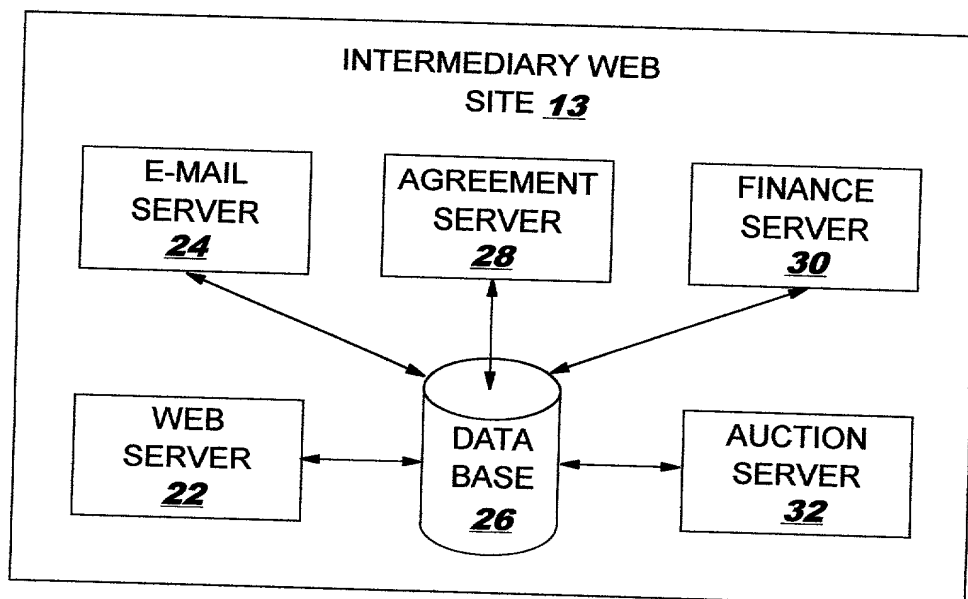 INTERMEDIARY WEB
SITE 13
E-MAIL
SERVER
24
AGREEMENT
SERVER
28
FINANCE
SERVER
30
WEB
SERVER
22
DATA
BASE
26
AUCTION
SERVER
32